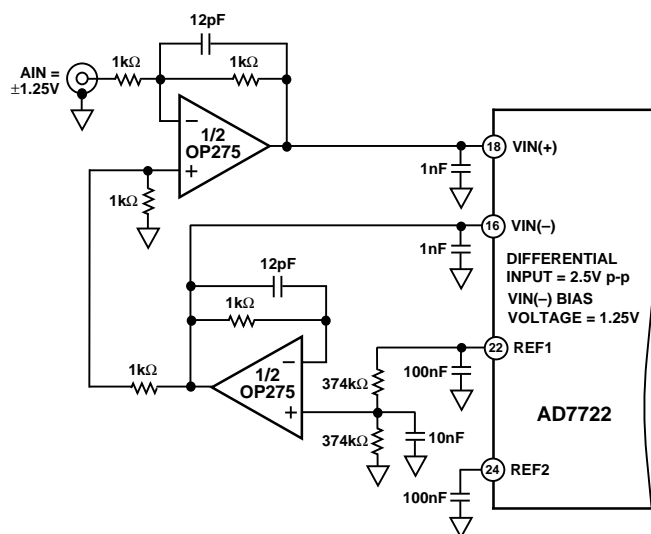 12pF
AIN =
±1.25V
1kΩ
1kΩ
1/2
OP275
–
+
18
VIN(+)
1nF
1kΩ
16
VIN(–)
1nF
12pF
DIFFERENTIAL
INPUT = 2.5V p-p
VIN(–) BIAS
VOLTAGE = 1.25V
1kΩ
1kΩ
1/2
OP275
–
+
22
REF1
374kΩ
100nF
AD7722
374kΩ
10nF
24
REF2
100nF